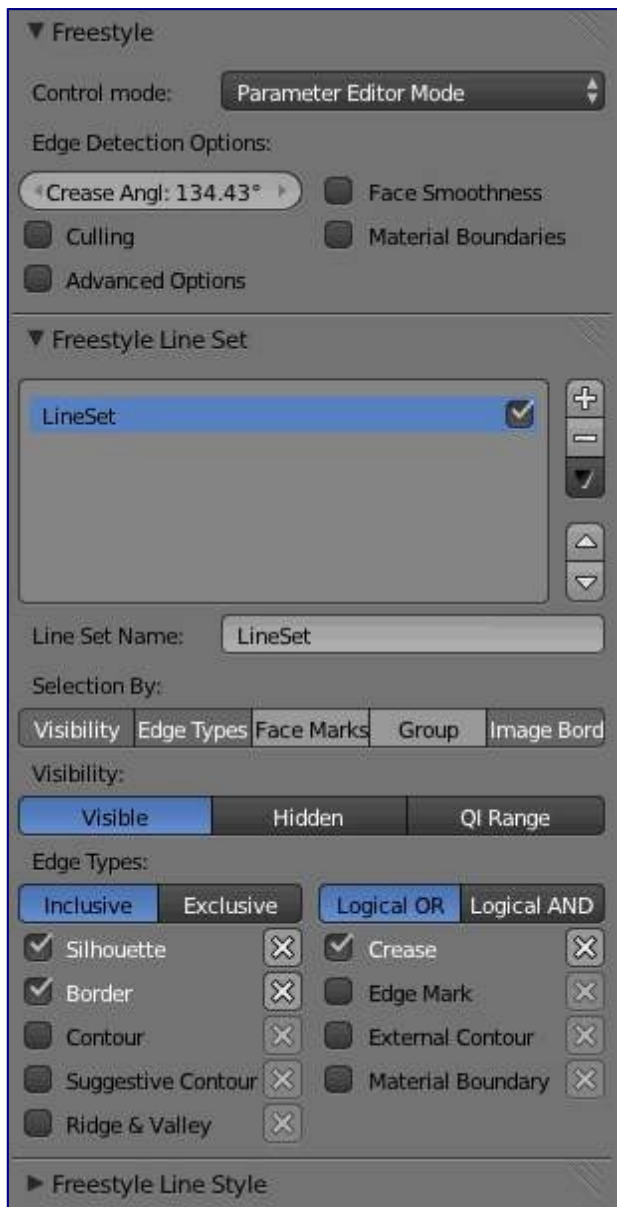 Freestyle
Control mode: Parameter Editor Mode
Edge Detection Options:
Crease Angl: 134.43° Face Smoothness
Culling Material Boundaries
Advanced Options
Freestyle Line Set
LineSet
Line Set Name: LineSet
Selection By:
Visibility Edge Types Face Marks Group Image Bord
Visibility:
Visible Hidden QI Range
Edge Types:
Inclusive Exclusive Logical OR Logical AND
Silhouette Crease
Border Edge Mark
Contour External Contour
Suggestive Contour Material Boundary
Ridge & Valley
Freestyle Line Style